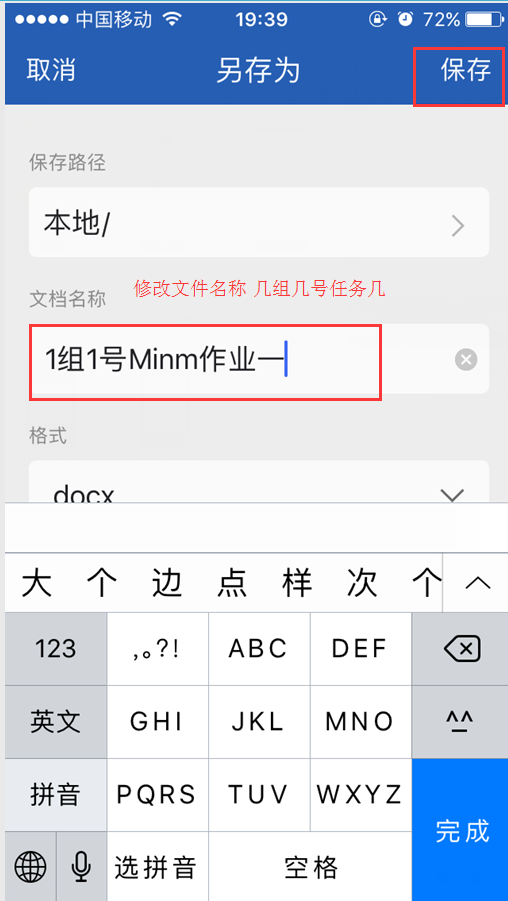 中国移动 19:39 72%
取消 另存为 保存
保存路径
本地/
文档名称 修改文件名称 几组几号任务几
1组1号Minm作业一
格式
docx
大 个 边 点 样 次 个
123 ,。?! ABC DEF
英文 GHI JKL MNO ^^
拼音 PQRS TUV WXYZ
完成
选拼音 空格